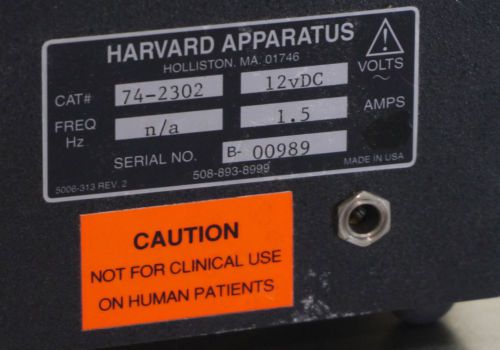 HARVARD APPARATUS
HOLLISTON, MA. 01746
CAT# 74-2302 12vDC VOLTS ~
FREQ Hz n/a 1.5 AMPS
SERIAL NO. B- 00989
5006-313 REV. 2 508-893-8999 MADE IN USA
CAUTION
NOT FOR CLINICAL USE
ON HUMAN PATIENTS